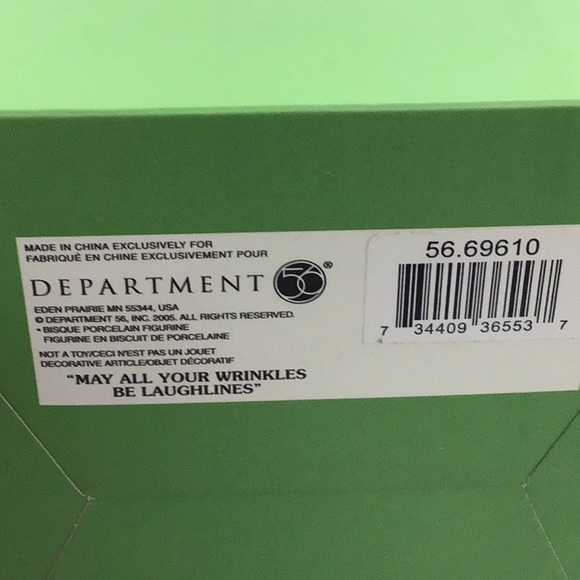 MADE IN CHINA EXCLUSIVELY FOR
FABRIQUÉ EN CHINE EXCLUSIVEMENT POUR
DEPARTMENT 56®
EDEN PRAIRIE MN 55344, USA
© DEPARTMENT 56, INC. 2005. ALL RIGHTS RESERVED.
• BISQUE PORCELAIN FIGURINE
FIGURINE EN BISCUIT DE PORCELAINE
NOT A TOY/CECI N'EST PAS UN JOUET
DECORATIVE ARTICLE/OBJET DÉCORATIF
"MAY ALL YOUR WRINKLES
BE LAUGHLINES"
56.69610
7 34409 36553 7